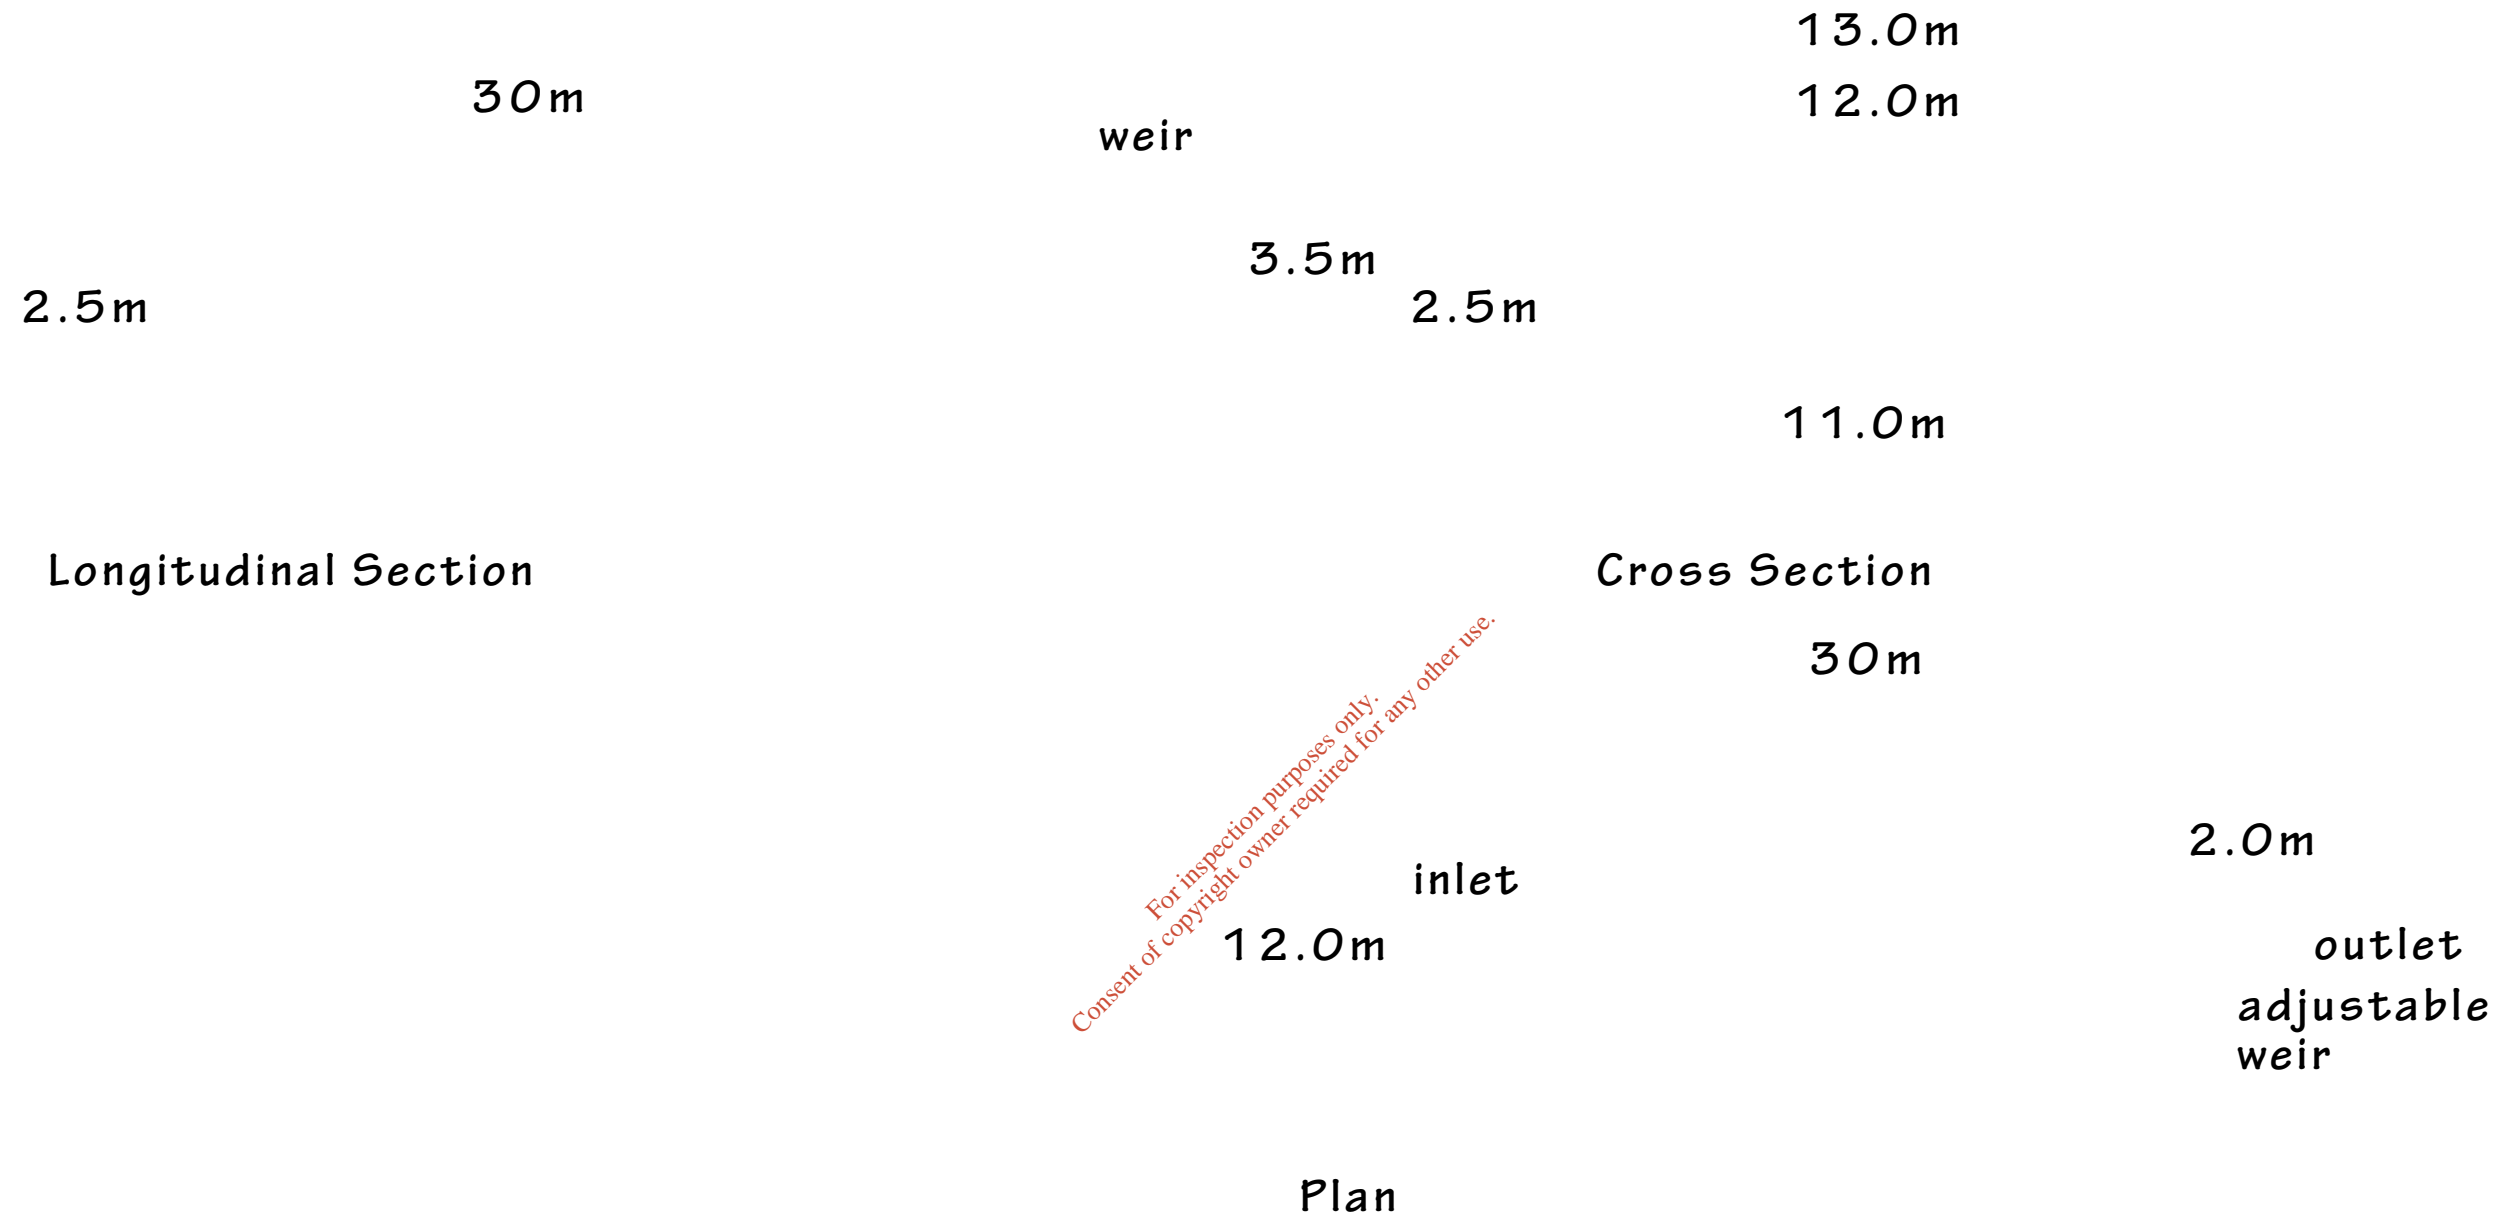 13.0m
30m
12.0m
weir
3.5m
2.5m
2.5m
11.0m
Longitudinal Section
Cross Section
30m
For inspection purposes only.
Consent of copyright owner required for any other use.
2.0m
inlet
12.0m
outlet
adjustable
weir
Plan